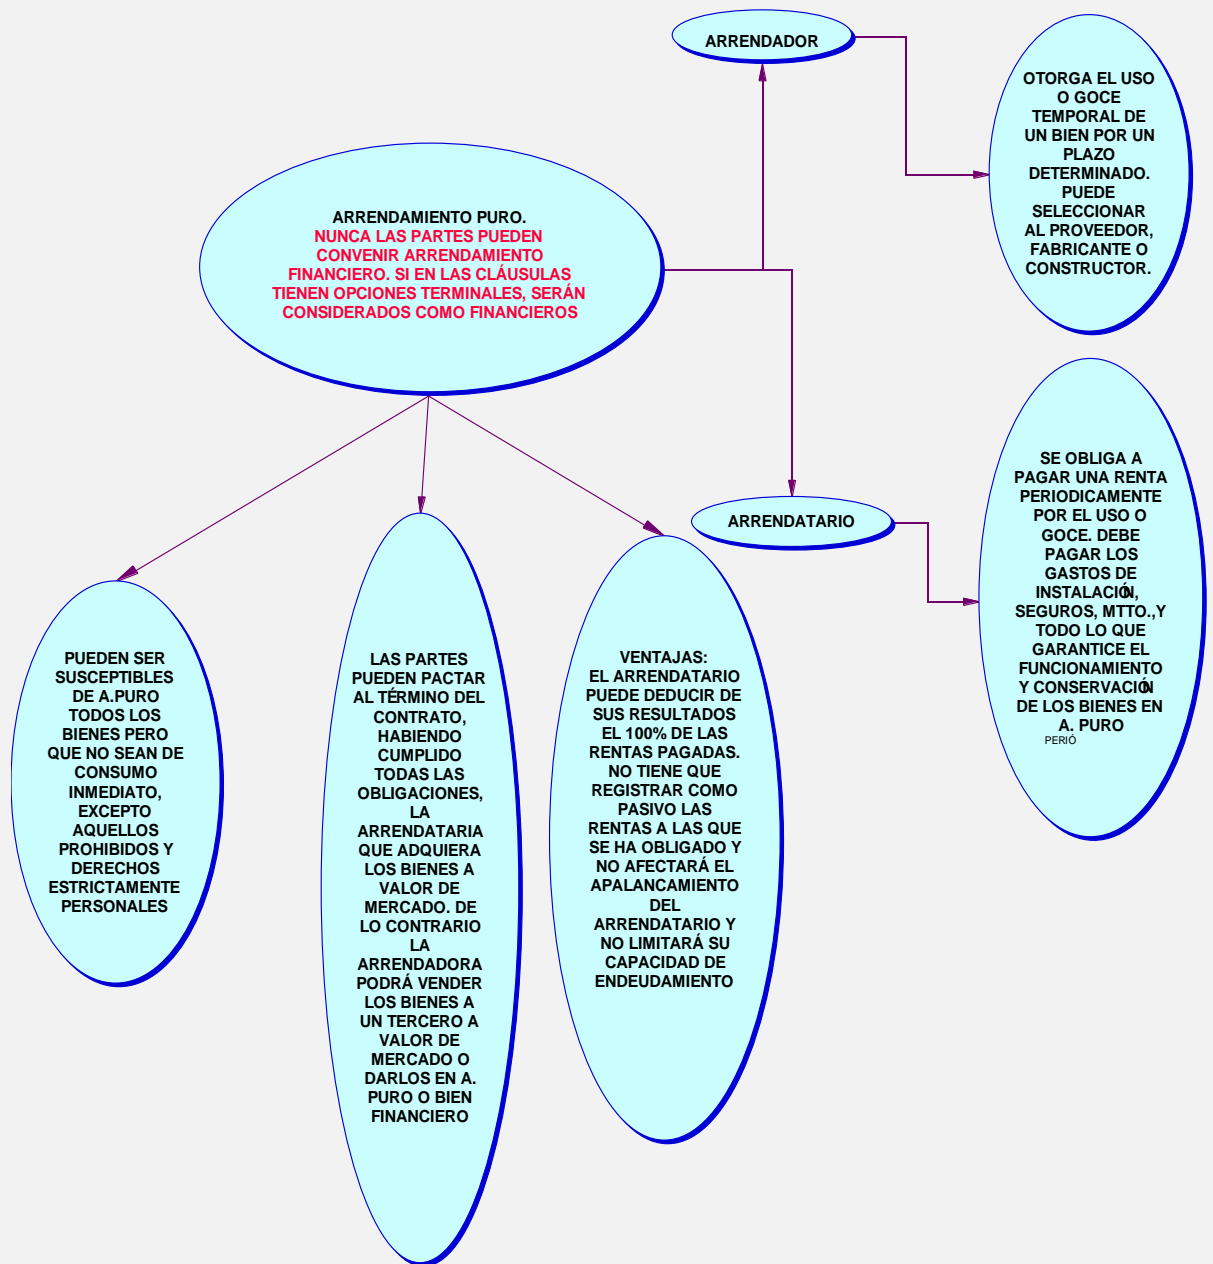 ARRENDADOR
OTORGA EL USO
O GOCE
TEMPORAL DE
UN BIEN POR UN
PLAZO
DETERMINADO.
PUEDE
SELECCIONAR
AL PROVEEDOR,
FABRICANTE O
CONSTRUCTOR.
ARRENDAMIENTO PURO.
NUNCA LAS PARTES PUEDEN
CONVENIR ARRENDAMIENTO
FINANCIERO. SI EN LAS CLÁUSULAS
TIENEN OPCIONES TERMINALES, SERÁN
CONSIDERADOS COMO FINANCIEROS
ARRENDATARIO
SE OBLIGA A
PAGAR UNA RENTA
PERIODICAMENTE
POR EL USO O
GOCE. DEBE
PAGAR LOS
GASTOS DE
INSTALACIÓN,
SEGUROS, MTTO.,Y
TODO LO QUE
GARANTICE EL
FUNCIONAMIENTO
Y CONSERVACIÓN
DE LOS BIENES EN
A. PURO
PERIÓ
PUEDEN SER
SUSCEPTIBLES
DE A.PURO
TODOS LOS
BIENES PERO
QUE NO SEAN DE
CONSUMO
INMEDIATO,
EXCEPTO
AQUELLOS
PROHIBIDOS Y
DERECHOS
ESTRICTAMENTE
PERSONALES
LAS PARTES
PUEDEN PACTAR
AL TÉRMINO DEL
CONTRATO,
HABIENDO
CUMPLIDO
TODAS LAS
OBLIGACIONES,
LA
ARRENDATARIA
QUE ADQUIERA
LOS BIENES A
VALOR DE
MERCADO. DE
LO CONTRARIO
LA
ARRENDADORA
PODRÁ VENDER
LOS BIENES A
UN TERCERO A
VALOR DE
MERCADO O
DARLOS EN A.
PURO O BIEN
FINANCIERO
VENTAJAS:
EL ARRENDATARIO
PUEDE DEDUCIR DE
SUS RESULTADOS
EL 100% DE LAS
RENTAS PAGADAS.
NO TIENE QUE
REGISTRAR COMO
PASIVO LAS
RENTAS A LAS QUE
SE HA OBLIGADO Y
NO AFECTARÁ EL
APALANCAMIENTO
DEL
ARRENDATARIO Y
NO LIMITARÁ SU
CAPACIDAD DE
ENDEUDAMIENTO